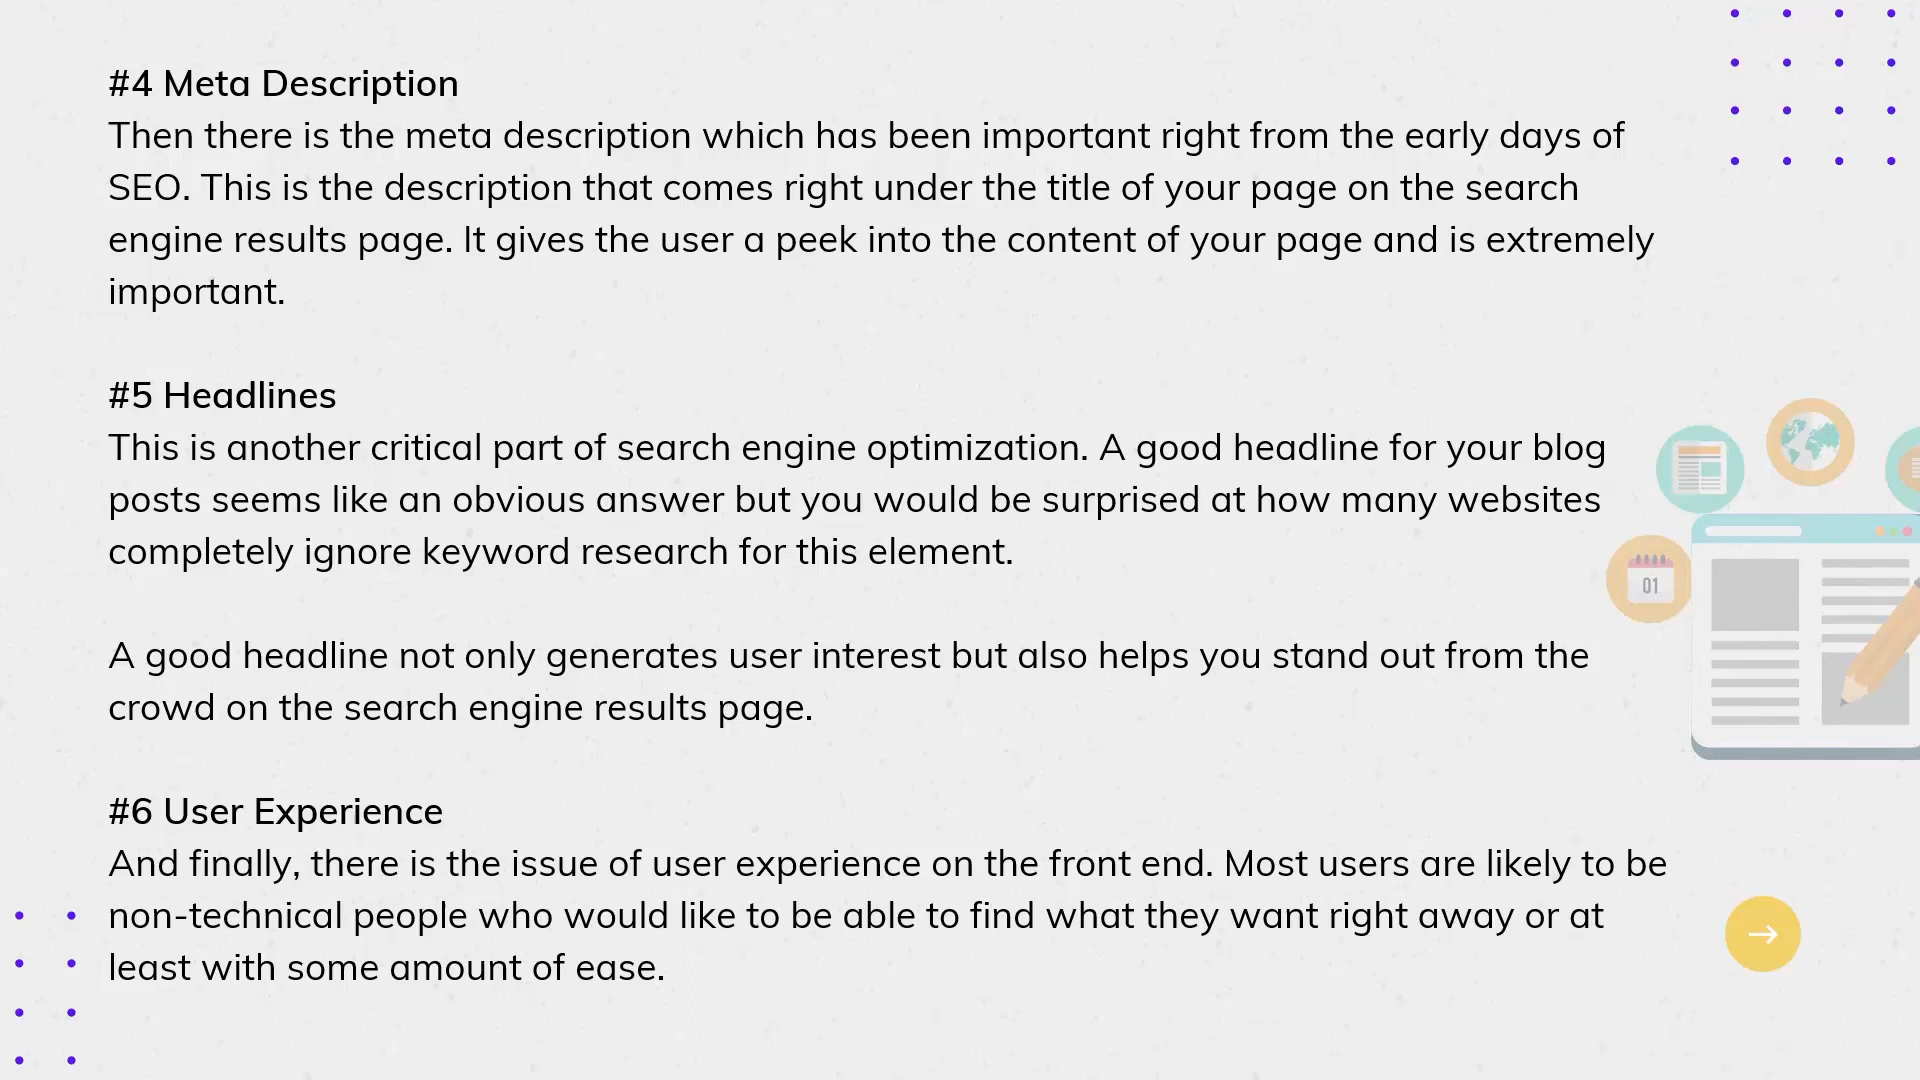 #4 Meta Description
Then there is the meta description which has been important right from the early days of
SEO. This is the description that comes right under the title of your page on the search
engine results page. It gives the user a peek into the content of your page and is extremely
important.
#5 Headlines
This is another critical part of search engine optimization. A good headline for your blog
posts seems like an obvious answer but you would be surprised at how many websites
completely ignore keyword research for this element.
01
A good headline not only generates user interest but also helps you stand out from the
crowd on the search engine results page.
#6 User Experience
And finally, there is the issue of user experience on the front end. Most users are likely to be
non-technical people who would like to be able to find what they want right away or at
least with some amount of ease.